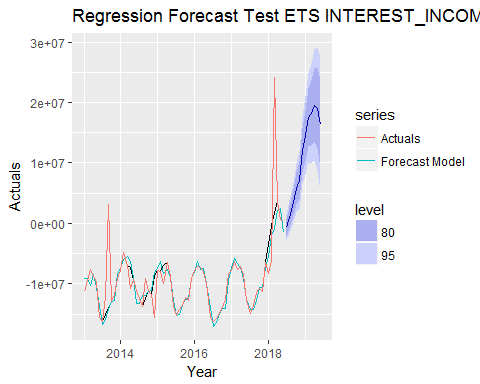 Regression Forecast Test ETS INTEREST_INCOM
3e+07
2e+07
1e+07
0e+00
-1e+07
Actuals
2014
2016
2018
Year
series
Actuals
Forecast Model
level
80
95